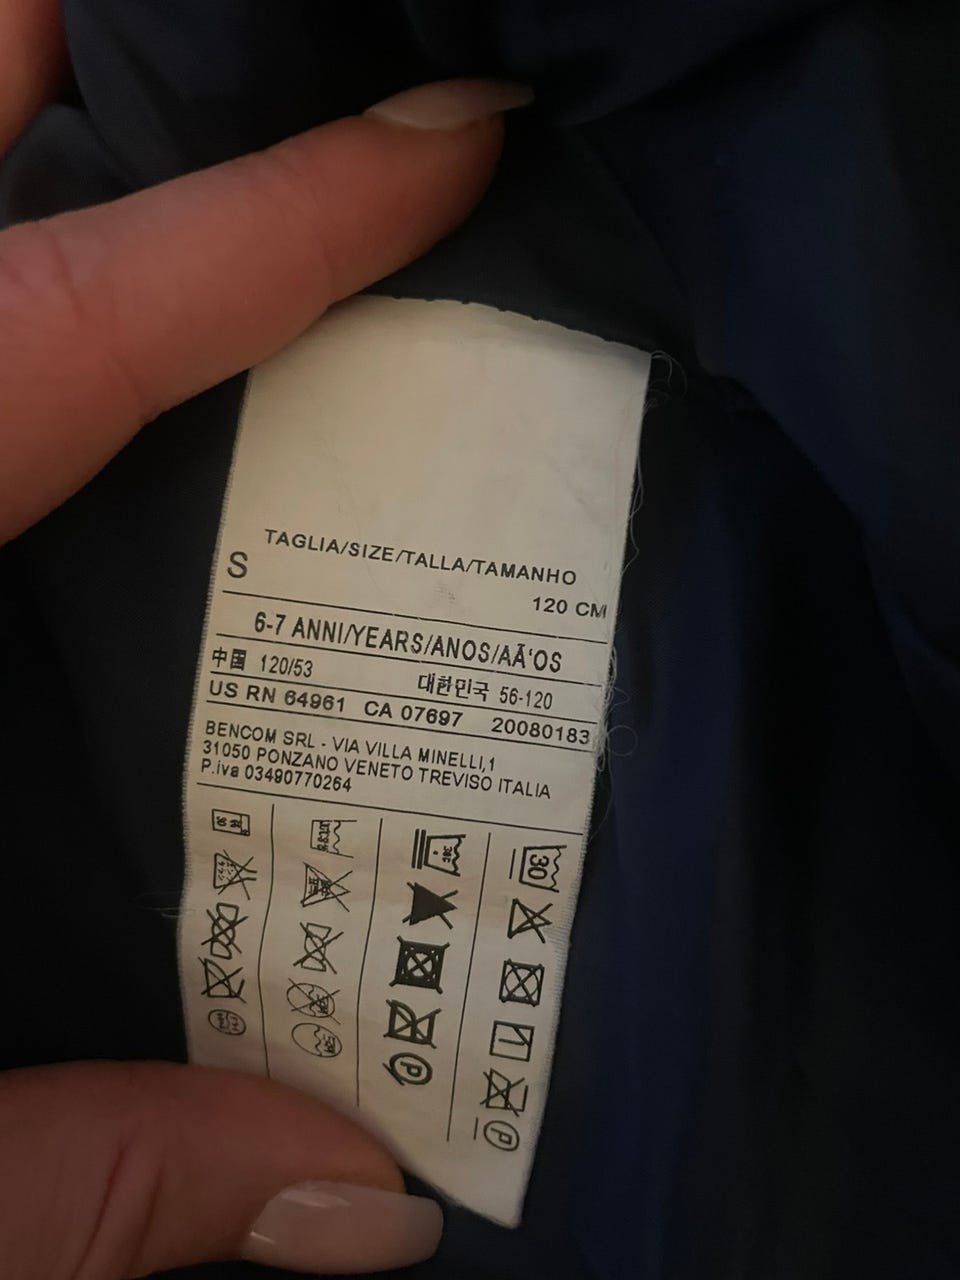 TAGLIA/SIZE/TALLA/TAMANHO
S
120 CM
6-7 ANNI/YEARS/ANOS/AÃ‘OS
中国 120/53 대한민국 56-120
US RN 64961 CA 07697 20080183
BENCOM SRL - VIA VILLA MINELLI,1
31050 PONZANO VENETO TREVISO ITALIA
P.iva 03490770264
30
P
P